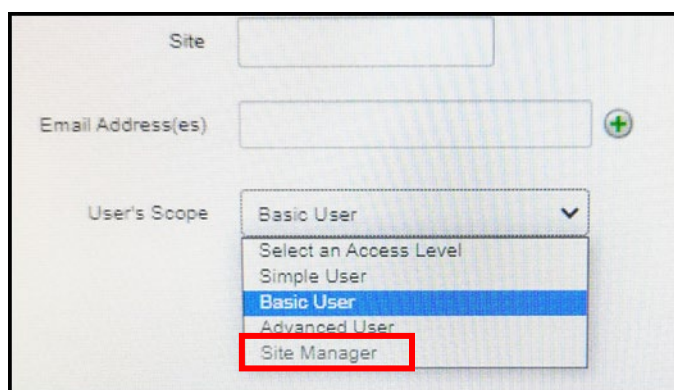 Site
Email Address(es)
User's Scope Basic User
Select an Access Level
Simple User
Basic User
Advanced User
Site Manager